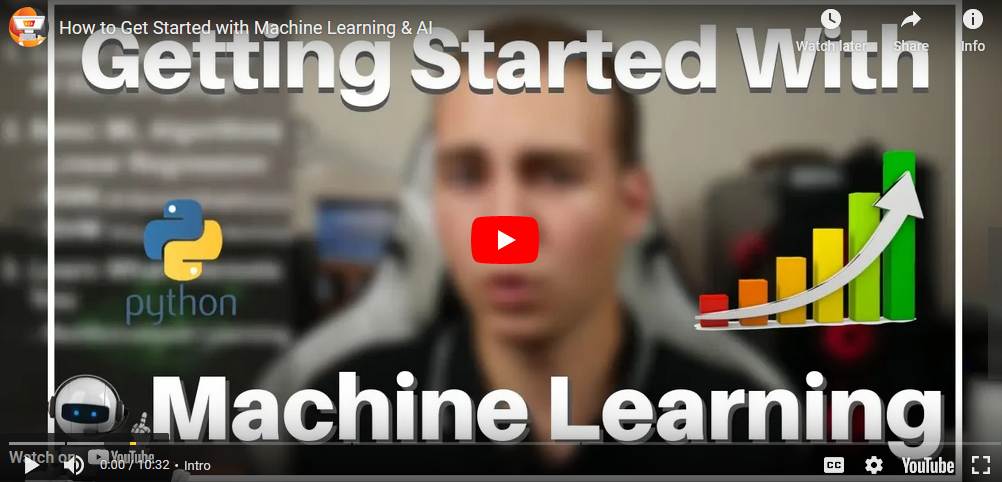 How to Get Started with Machine Learning & AI
Watch later
Share
Info
Getting Started With
python
Machine Learning
Watch on YouTube
0:00 / 10:32 • Intro
CC
YouTube